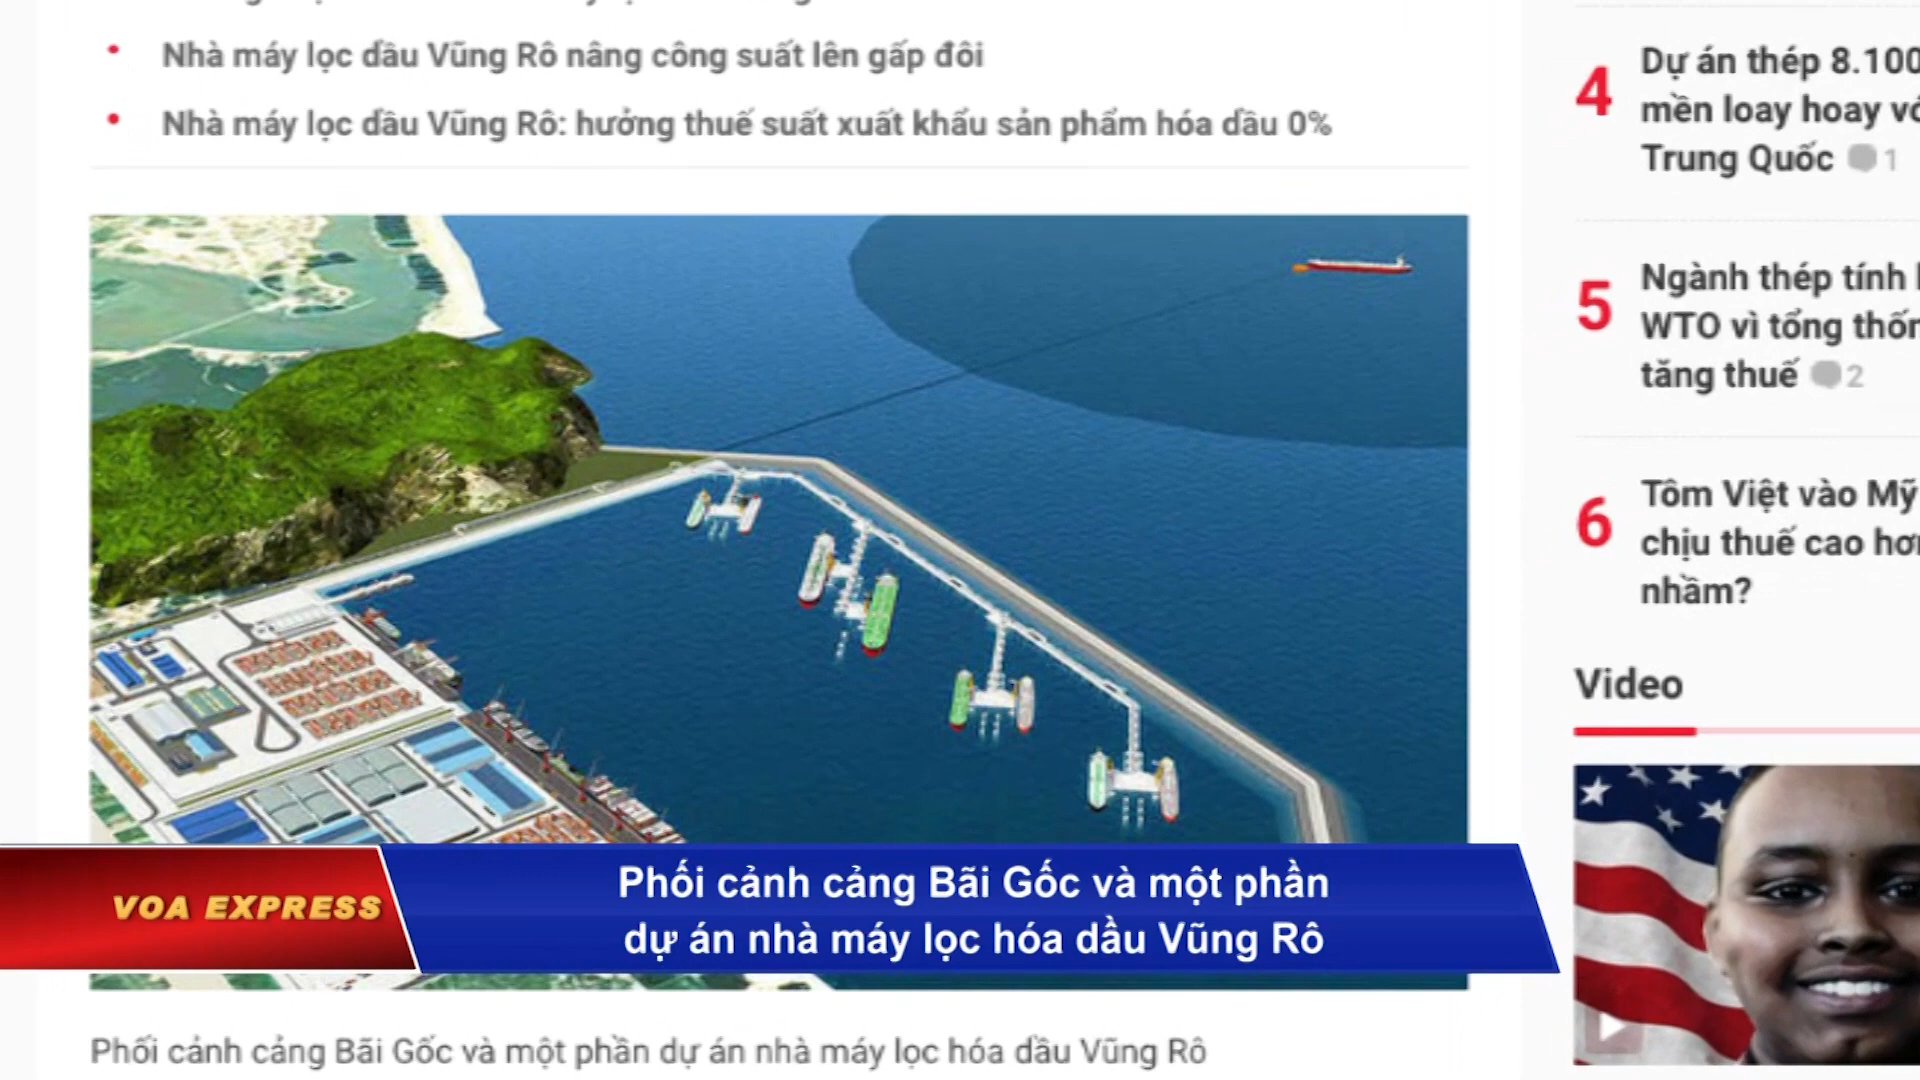 Nhà máy lọc dầu Vũng Rô nâng công suất lên gấp đôi
Nhà máy lọc dầu Vũng Rô: hưởng thuế suất xuất khẩu sản phẩm hóa dầu 0%
4
Dự án thép 8.100
mền loay hoay
Trung Quốc 1
5
Ngành thép tính
WTO vì tổng
tăng thuế 2
6
Tôm Việt vào Mỹ
chịu thuế cao
nhầm?
Video
VOA EXPRESS
Phối cảnh cảng Bãi Gốc và một phần
dự án nhà máy lọc hóa dầu Vũng Rô
Phối cảnh cảng Bãi Gốc và một phần dự án nhà máy lọc hóa dầu Vũng Rô